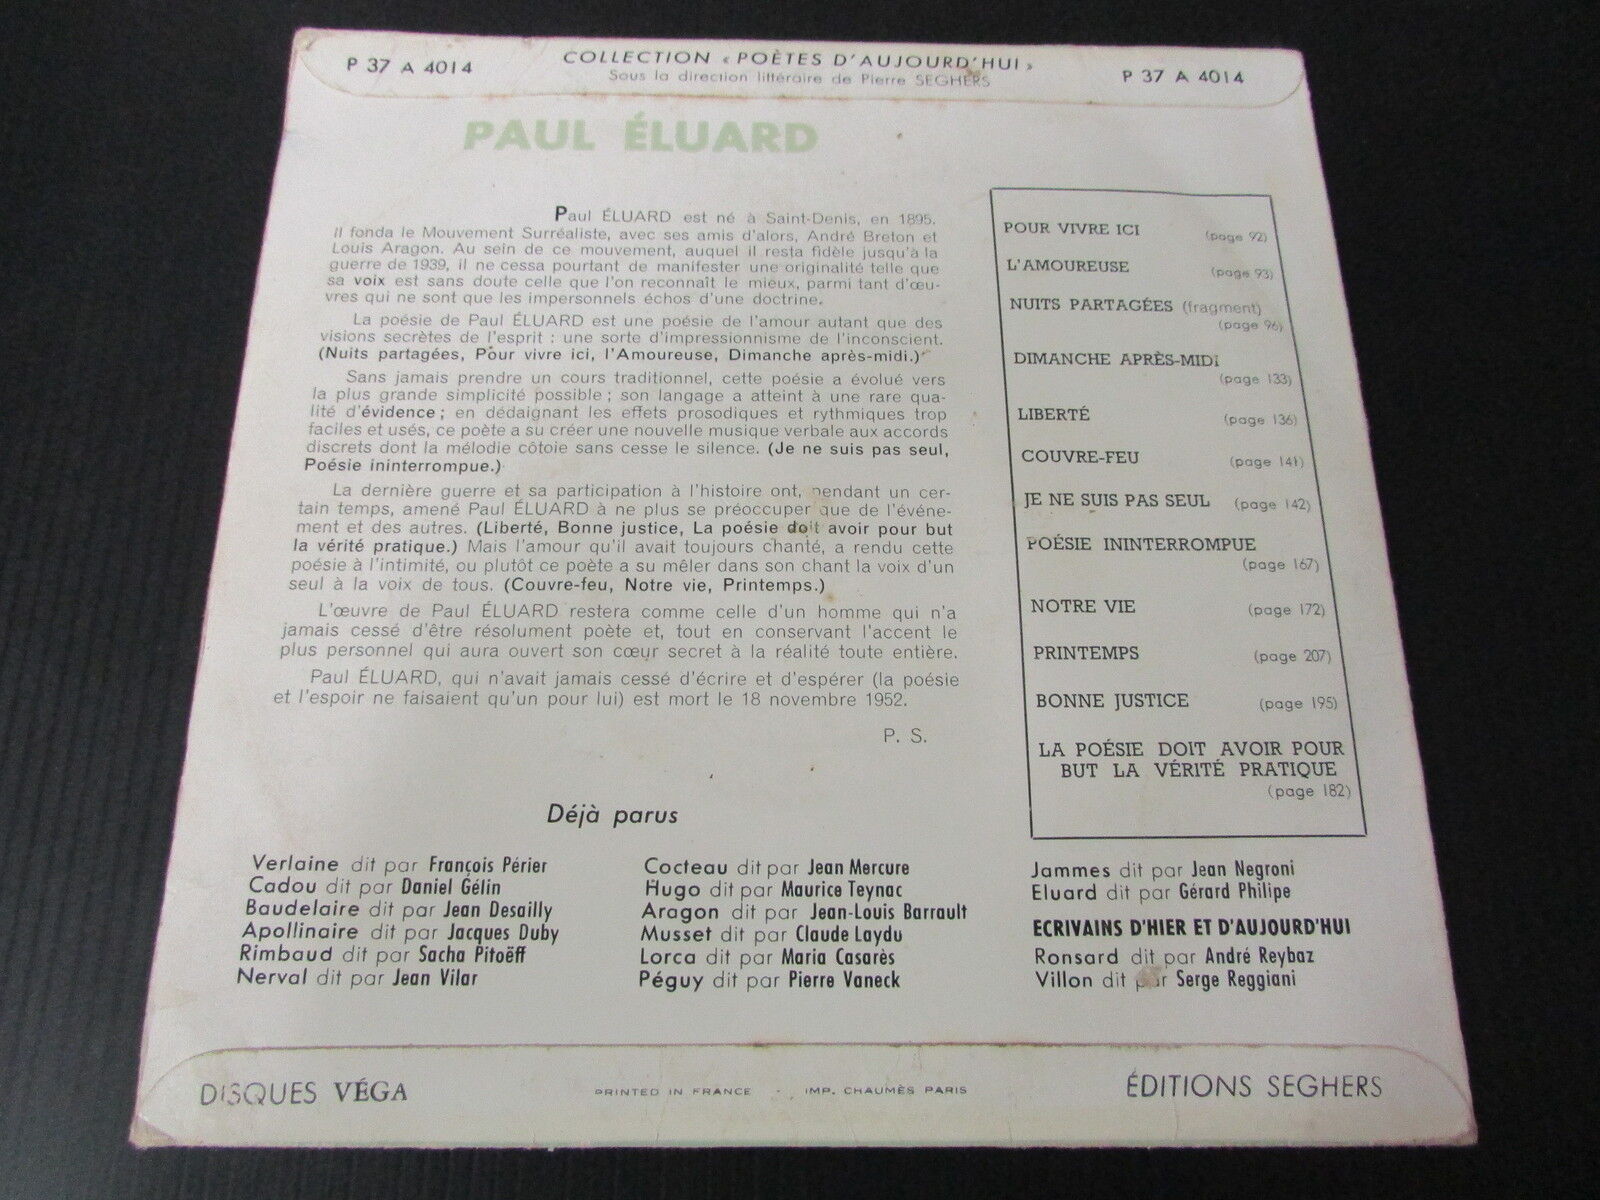 P 37 A 4014
COLLECTION « POÈTES D'AUJOURD'HUI »
Sous la direction littéraire de Pierre SEGHERS
P 37 A 4014
PAUL ÉLUARD
Paul ÉLUARD est né à Saint-Denis, en 1895.
Il fonda le Mouvement Surréaliste, avec ses amis d'alors, André Breton et
Louis Aragon. Au sein de ce mouvement, auquel il resta fidèle jusqu'à la
guerre de 1939, il ne cessa pourtant de manifester une originalité telle que
sa voix est sans doute celle que l'on reconnaît le mieux, parmi tant d'œu-
vres qui ne sont que les impersonnels échos d'une doctrine.
La poésie de Paul ÉLUARD est une poésie de l'amour autant que des
visions secrètes de l'esprit : une sorte d'impressionnisme de l'inconscient.
(Nuits partagées, Pour vivre ici, l'Amoureuse, Dimanche après-midi.)
Sans jamais prendre un cours traditionnel, cette poésie a évolué vers
la plus grande simplicité possible ; son langage a atteint à une rare qua-
lité d'évidence ; en dédaignant les effets prosodiques et rythmiques trop
faciles et usés, ce poète a su créer une nouvelle musique verbale aux accords
discrets dont la mélodie côtoie sans cesse le silence. (Je ne suis pas seul,
Poésie ininterrompue.)
La dernière guerre et sa participation à l'histoire ont, pendant un cer-
tain temps, amené Paul ÉLUARD à ne plus se préoccuper que de l'événe-
ment et des autres. (Liberté, Bonne justice, La poésie doit avoir pour but
la vérité pratique.) Mais l'amour qu'il avait toujours chanté, a rendu cette
poésie à l'intimité, ou plutôt ce poète a su mêler dans son chant la voix d'un
seul à la voix de tous. (Couvre-feu, Notre vie, Printemps.)
L'œuvre de Paul ÉLUARD restera comme celle d'un homme qui n'a
jamais cessé d'être résolument poète et, tout en conservant l'accent le
plus personnel qui aura ouvert son cœur secret à la réalité toute entière.
Paul ÉLUARD, qui n'avait jamais cessé d'écrire et d'espérer (la poésie
et l'espoir ne faisaient qu'un pour lui) est mort le 18 novembre 1952.
P. S.
POUR VIVRE ICI (page 92)
L'AMOUREUSE (page 93)
NUITS PARTAGÉES (fragment)
(page 96)
DIMANCHE APRÈS-MIDI
(page 133)
LIBERTÉ (page 136)
COUVRE-FEU (page 141)
JE NE SUIS PAS SEUL (page 142)
POÉSIE ININTERROMPUE
(page 167)
NOTRE VIE (page 172)
PRINTEMPS (page 207)
BONNE JUSTICE (page 195)
LA POÉSIE DOIT AVOIR POUR
BUT LA VÉRITÉ PRATIQUE
(page 182)
Déjà parus
Verlaine dit par François Périer
Cadou dit par Daniel Gélin
Baudelaire dit par Jean Desailly
Apollinaire dit par Jacques Duby
Rimbaud dit par Sacha Pitoëff
Nerval dit par Jean Vilar
Cocteau dit par Jean Mercure
Hugo dit par Maurice Teynac
Aragon dit par Jean-Louis Barrault
Musset dit par Claude Laydu
Lorca dit par Maria Casarès
Péguy dit par Pierre Vaneck
Jammes dit par Jean Negroni
Eluard dit par Gérard Philipe
ECRIVAINS D'HIER ET D'AUJOURD'HUI
Ronsard dit par André Reybaz
Villon dit par Serge Reggiani
DISQUES VÉGA
PRINTED IN FRANCE - IMP. CHAUMÈS PARIS
ÉDITIONS SEGHERS